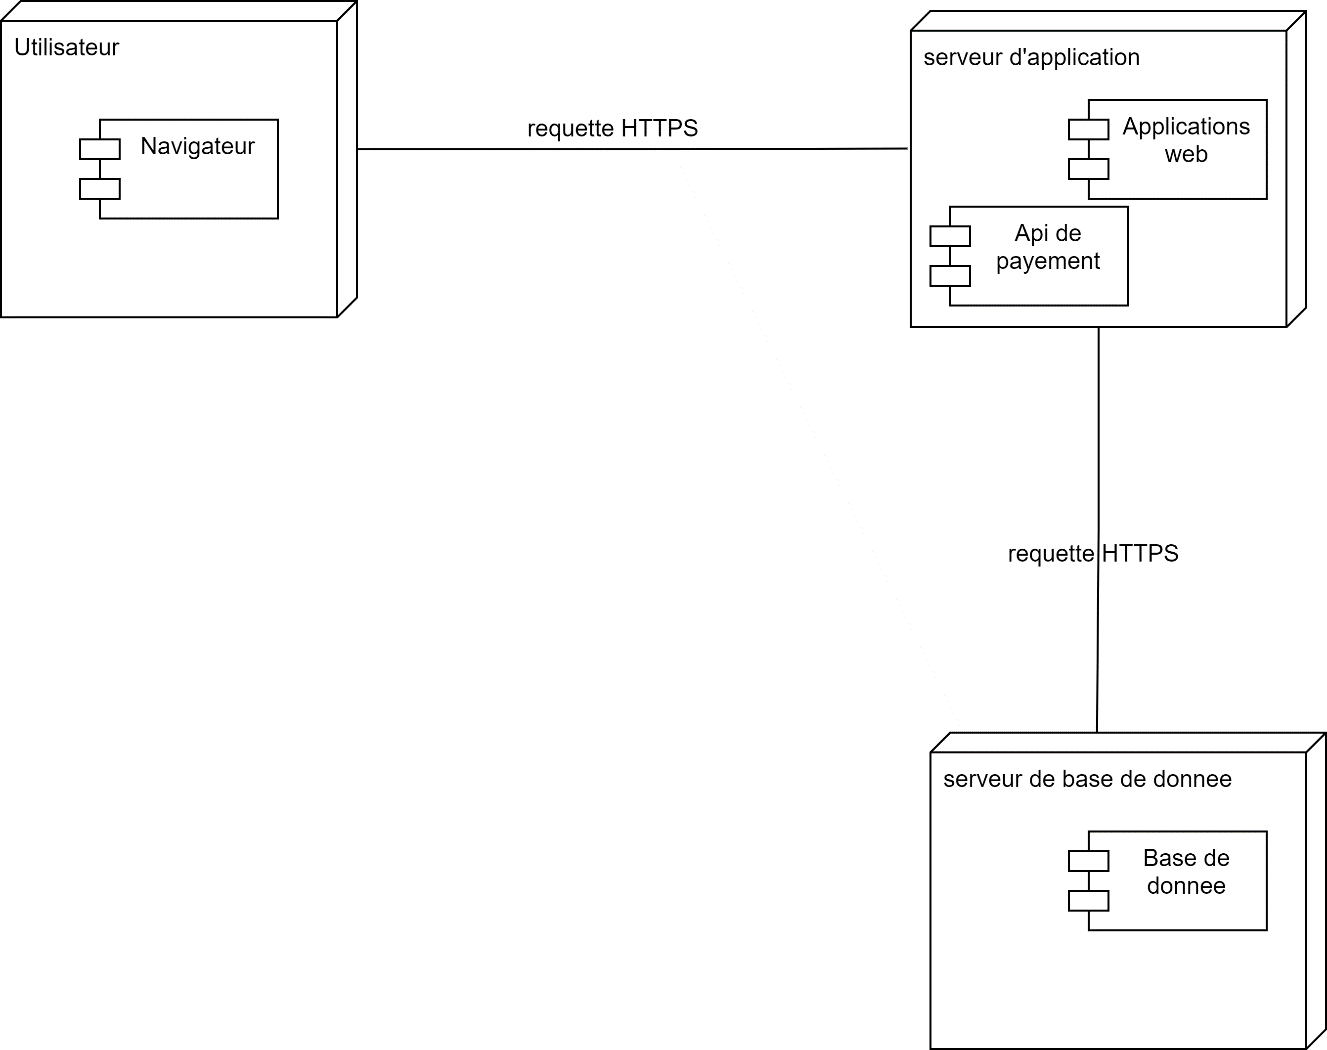 Utilisateur
Navigateur
requette HTTPS
serveur d'application
Applications
web
Api de
payement
requette HTTPS
serveur de base de donnee
Base de
donnee